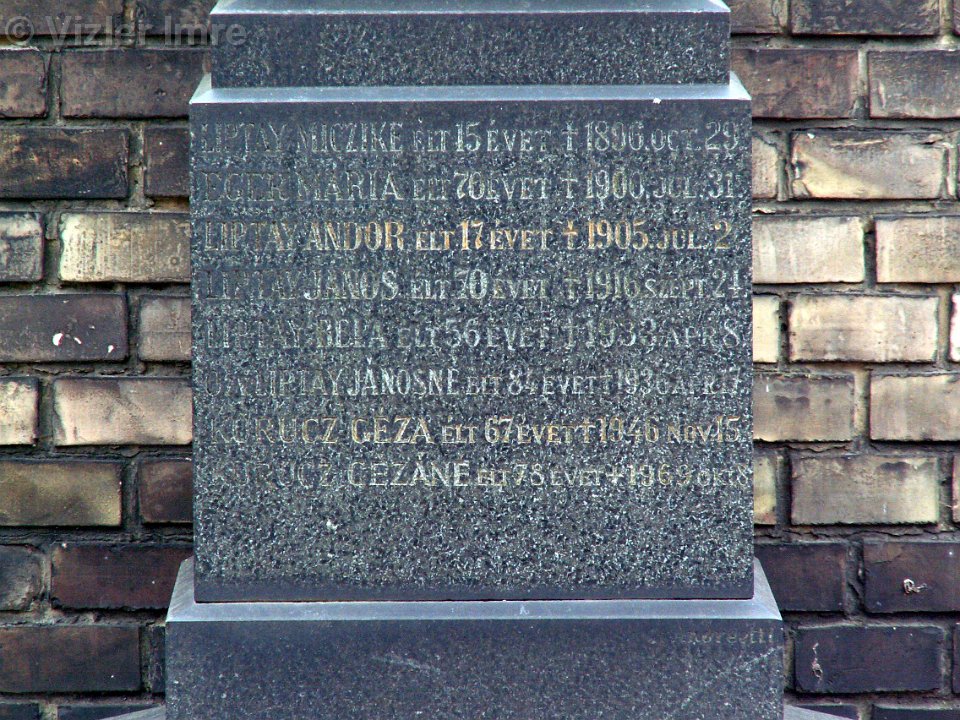 © Vizler Imre
LIPTAY MICZIKE ÉLT 15 ÉVET † 1896. OCT. 29.
EGER MÁRIA ÉLT 70 ÉVET † 1900. JUL. 31.
LIPTAY ANDOR ÉLT 17 ÉVET † 1905. JUL. 2.
LIPTAY JÁNOS ÉLT 70 ÉVET † 1916. SZEPT. 24.
LIPTAY BÉLA ÉLT 56 ÉVET † 1933. APR 8.
LIPTAY JÁNOSNÉ ÉLT 84 ÉVET † 1936. APR. 17.
KORUCZ GÉZA ÉLT 67 ÉVET † 1946 NOV. 15.
KORUCZ GÉZÁNÉ ÉLT 78 ÉVET † 1969 OKT 8